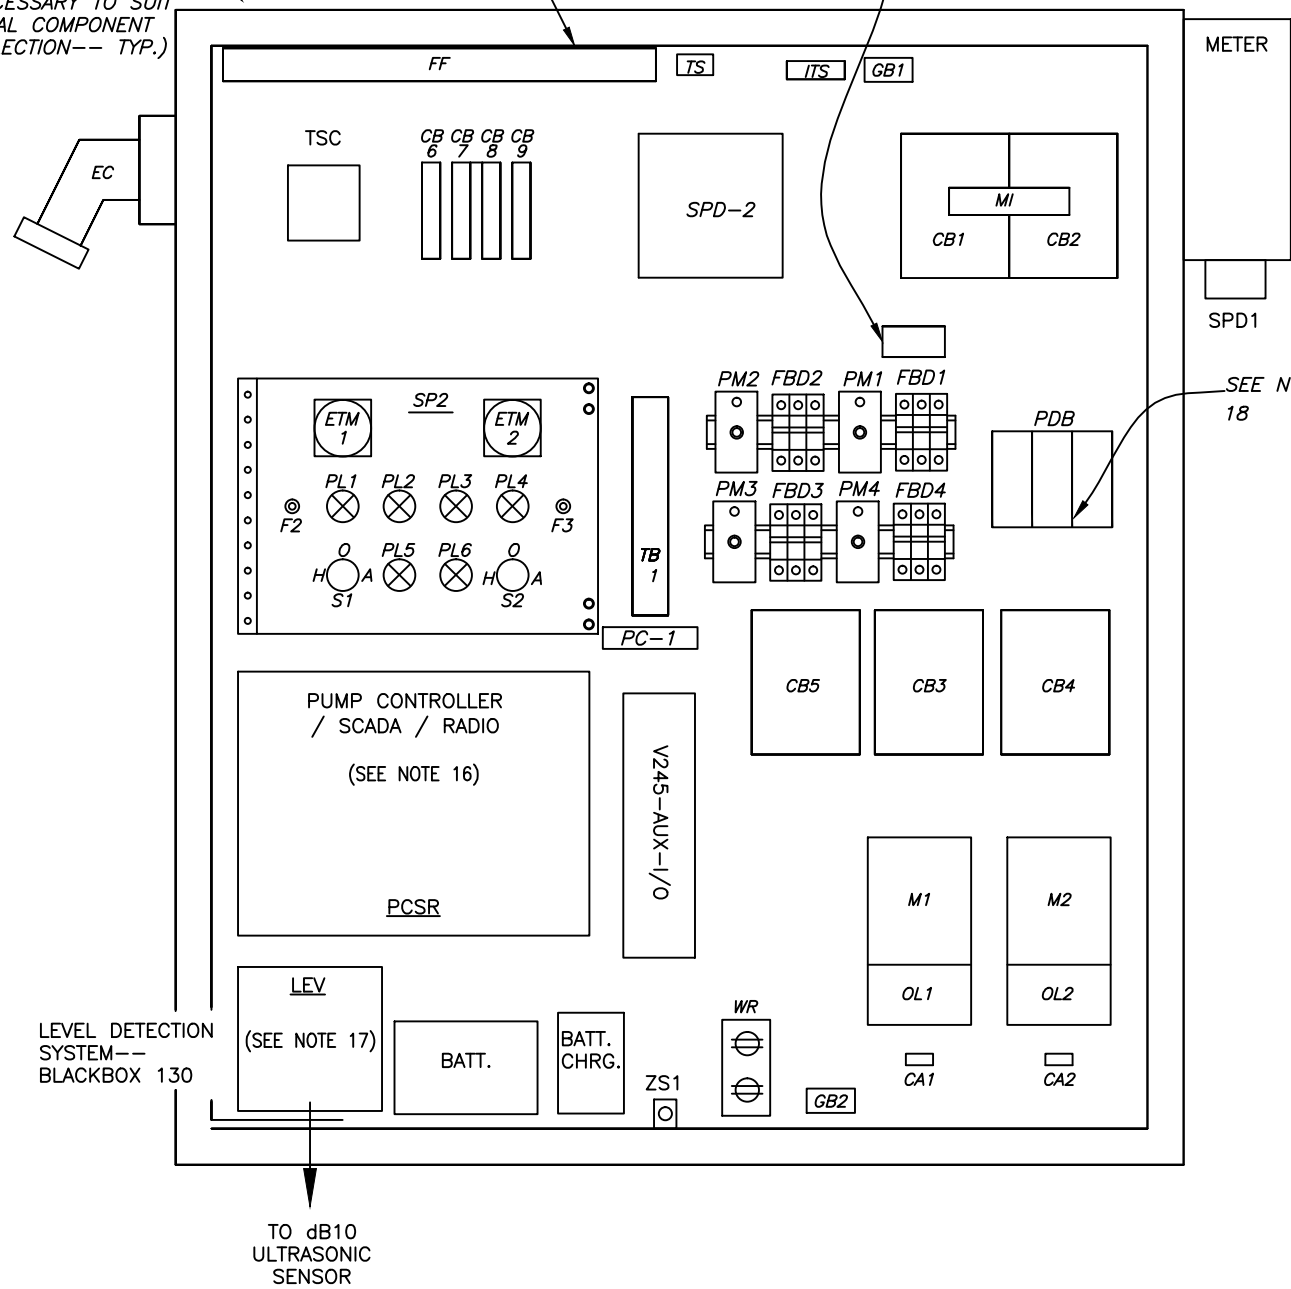 CESSARY TO SUIT
AL COMPONENT
ECTION-- TYP.)
METER
FF
TS
ITS
GB1
EC
TSC
CB CB CB CB
6 7 8 9
SPD-2
MI
CB1
CB2
SPD1
PM2 FBD2 PM1 FBD1
SEE N
18
PDB
SP2
ETM
1
ETM
2
PL1 PL2 PL3 PL4
F2
F3
PM3 FBD3 PM4 FBD4
O PL5 PL6 O
H A H A
S1
S2
TB
1
PC-1
CB5
CB3
CB4
PUMP CONTROLLER
/ SCADA / RADIO
(SEE NOTE 16)
PCSR
V245-AUX-I/O
M1
M2
OL1
OL2
LEV
(SEE NOTE 17)
LEVEL DETECTION
SYSTEM--
BLACKBOX 130
BATT.
BATT.
CHRG.
ZS1
WR
GB2
CA1
CA2
TO dB10
ULTRASONIC
SENSOR